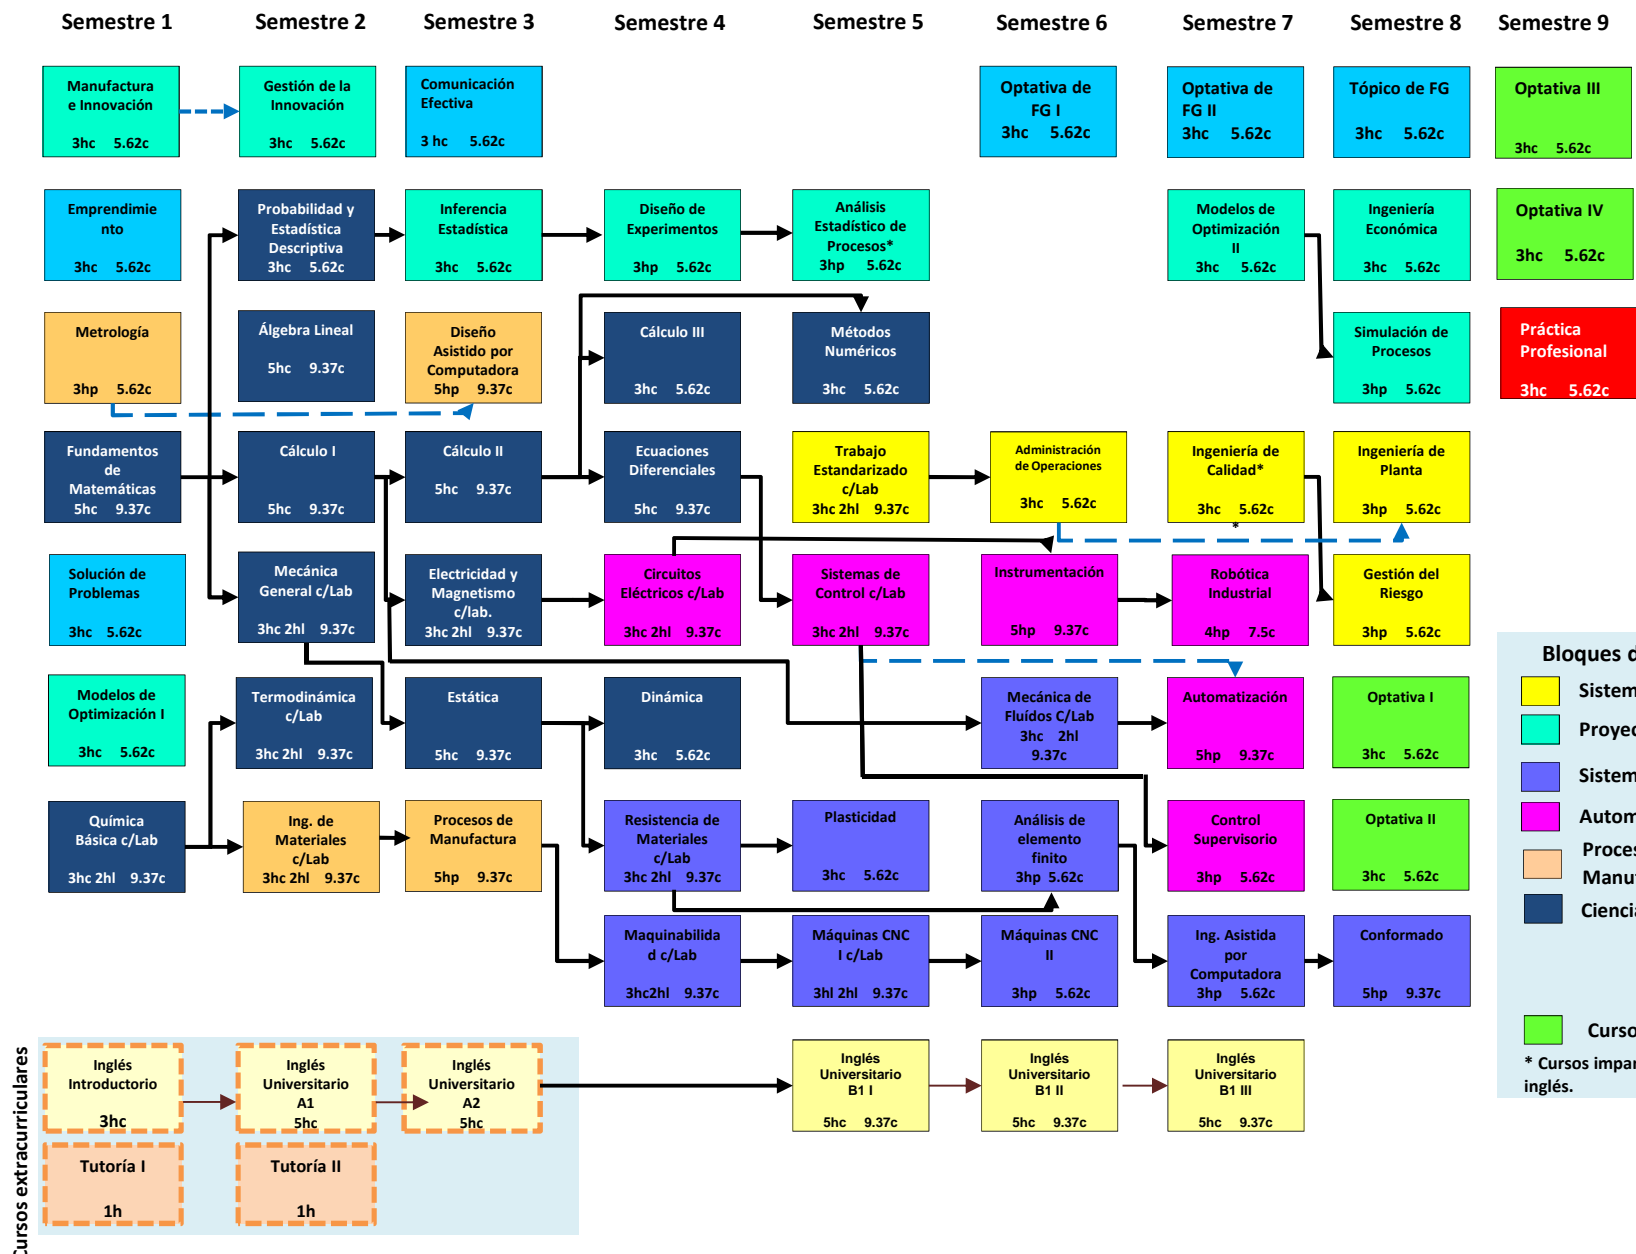 Semestre 1
Semestre 2
Semestre 3
Semestre 4
Semestre 5
Semestre 6
Semestre 7
Semestre 8
Semestre 9
Manufactura
e Innovación
3hc 5.62c
Gestión de la
Innovación
3hc 5.62c
Comunicación
Efectiva
3 hc 5.62c
Optativa de
FG I
3hc 5.62c
Optativa de
FG II
3hc 5.62c
Tópico de FG
3hc 5.62c
Optativa III
3hc 5.62c
Emprendimie
nto
3hc 5.62c
Probabilidad y
Estadística
Descriptiva
3hc 5.62c
Inferencia
Estadística
3hc 5.62c
Diseño de
Experimentos
3hp 5.62c
Análisis
Estadístico de
Procesos*
3hp 5.62c
Modelos de
Optimización
II
3hc 5.62c
Ingeniería
Económica
3hc 5.62c
Optativa IV
3hc 5.62c
Metrología
3hp 5.62c
Álgebra Lineal
5hc 9.37c
Diseño
Asistido por
Computadora
5hp 9.37c
Cálculo III
3hc 5.62c
Métodos
Numéricos
3hc 5.62c
Simulación de
Procesos
3hp 5.62c
Práctica
Profesional
3hc 5.62c
Fundamentos
de
Matemáticas
5hc 9.37c
Cálculo I
5hc 9.37c
Cálculo II
5hc 9.37c
Ecuaciones
Diferenciales
5hc 9.37c
Trabajo
Estandarizado
c/Lab
3hc 2hl 9.37c
Administración
de Operaciones
3hc 5.62c
Ingeniería de
Calidad*
3hc 5.62c
*
Ingeniería de
Planta
3hp 5.62c
Solución de
Problemas
3hc 5.62c
Mecánica
General c/Lab
3hc 2hl 9.37c
Electricidad y
Magnetismo
c/lab.
3hc 2hl 9.37c
Circuitos
Eléctricos c/Lab
3hc 2hl 9.37c
Sistemas de
Control c/Lab
3hc 2hl 9.37c
Instrumentación
5hp 9.37c
Robótica
Industrial
4hp 7.5c
Gestión del
Riesgo
3hp 5.62c
Modelos de
Optimización I
3hc 5.62c
Termodinámica
c/Lab
3hc 2hl 9.37c
Estática
5hc 9.37c
Dinámica
3hc 5.62c
Mecánica de
Fluídos C/Lab
3hc 2hl
9.37c
Automatización
5hp 9.37c
Optativa I
3hc 5.62c
Química
Básica c/Lab
3hc 2hl 9.37c
Ing. de
Materiales
c/Lab
3hc 2hl 9.37c
Procesos de
Manufactura
5hp 9.37c
Resistencia de
Materiales
c/Lab
3hc 2hl 9.37c
Plasticidad
3hc 5.62c
Análisis de
elemento
finito
3hp 5.62c
Control
Supervisorio
3hp 5.62c
Optativa II
3hc 5.62c
Maquinabilida
d c/Lab
3hc2hl 9.37c
Máquinas CNC
I c/Lab
3hl 2hl 9.37c
Máquinas CNC
II
3hp 5.62c
Ing. Asistida
por
Computadora
3hp 5.62c
Conformado
5hp 9.37c
Bloques d
Sistem
Proyec
Sistem
Autom
Proces
Manu
Ciencia
Curso
* Cursos impar
inglés.
Cursos extracurriculares
Inglés
Introductorio
3hc
Inglés
Universitario
A1
5hc
Inglés
Universitario
A2
5hc
Inglés
Universitario
B1 I
5hc 9.37c
Inglés
Universitario
B1 II
5hc 9.37c
Inglés
Universitario
B1 III
5hc 9.37c
Tutoría I
1h
Tutoría II
1h